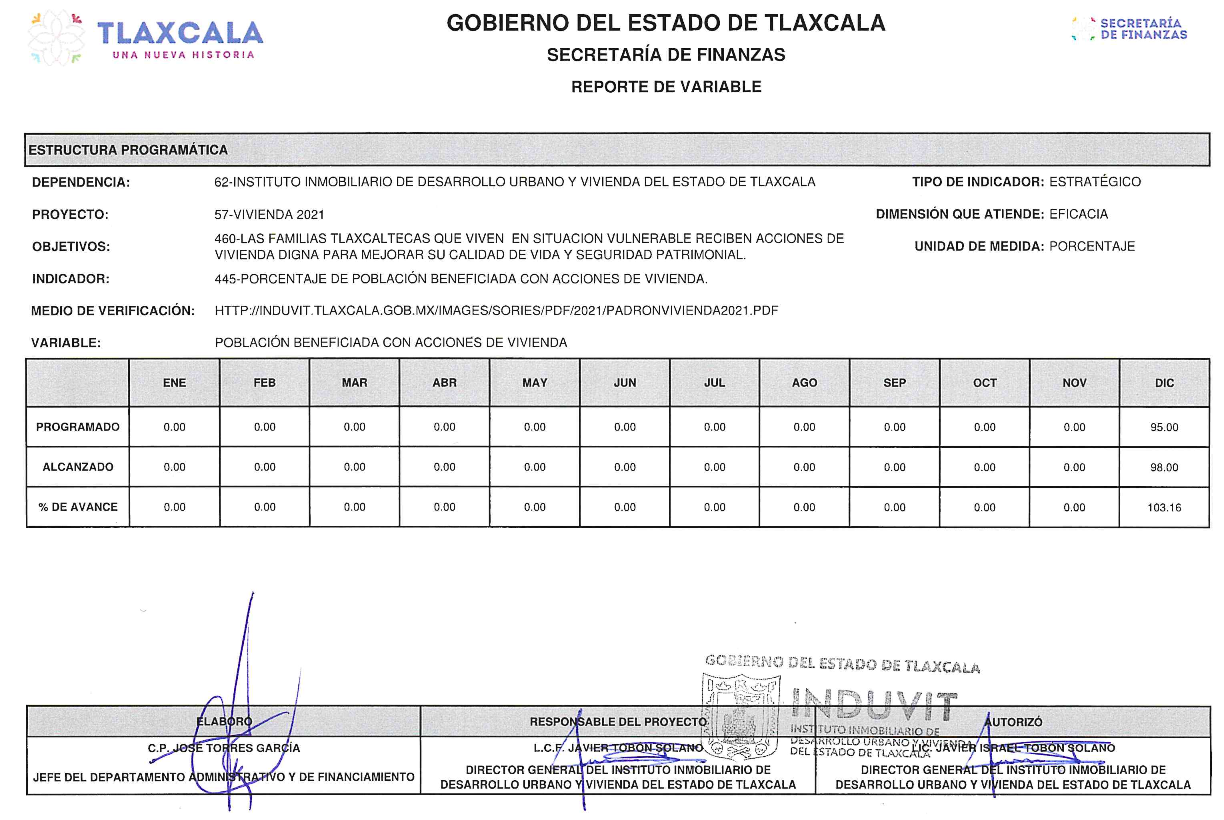 TLAXCALA
UNA NUEVA HISTORIA
GOBIERNO DEL ESTADO DE TLAXCALA
SECRETARÍA DE FINANZAS
REPORTE DE VARIABLE
SECRETARÍA
DE FINANZAS
ESTRUCTURA PROGRAMÁTICA
DEPENDENCIA: 62-INSTITUTO INMOBILIARIO DE DESARROLLO URBANO Y VIVIENDA DEL ESTADO DE TLAXCALA TIPO DE INDICADOR: ESTRATÉGICO
PROYECTO: 57-VIVIENDA 2021 DIMENSIÓN QUE ATIENDE: EFICACIA
OBJETIVOS: 460-LAS FAMILIAS TLAXCALTECAS QUE VIVEN EN SITUACION VULNERABLE RECIBEN ACCIONES DE
VIVIENDA DIGNA PARA MEJORAR SU CALIDAD DE VIDA Y SEGURIDAD PATRIMONIAL. UNIDAD DE MEDIDA: PORCENTAJE
INDICADOR: 445-PORCENTAJE DE POBLACIÓN BENEFICIADA CON ACCIONES DE VIVIENDA.
MEDIO DE VERIFICACIÓN: HTTP://INDUVIT.TLAXCALA.GOB.MX/IMAGES/SORIES/PDF/2021/PADRONVIVIENDA2021.PDF
VARIABLE: POBLACIÓN BENEFICIADA CON ACCIONES DE VIVIENDA
ENE FEB MAR ABR MAY JUN JUL AGO SEP OCT NOV DIC
PROGRAMADO 0.00 0.00 0.00 0.00 0.00 0.00 0.00 0.00 0.00 0.00 0.00 95.00
ALCANZADO 0.00 0.00 0.00 0.00 0.00 0.00 0.00 0.00 0.00 0.00 0.00 98.00
% DE AVANCE 0.00 0.00 0.00 0.00 0.00 0.00 0.00 0.00 0.00 0.00 0.00 103.16
GOBIERNO DEL ESTADO DE TLAXCALA
INDUVIT
INSTITUTO INMOBILIARIO DE
DESARROLLO URBANO Y VIVIENDA
DEL ESTADO DE TLAXCALA
ELABORO
C.P. JOSE TORRES GARCÍA
JEFE DEL DEPARTAMENTO ADMINISTRATIVO Y DE FINANCIAMIENTO
RESPONSABLE DEL PROYECTO
L.C.F. JAVIER TOBON SOLANO
DIRECTOR GENERAL DEL INSTITUTO INMOBILIARIO DE
DESARROLLO URBANO Y VIVIENDA DEL ESTADO DE TLAXCALA
AUTORIZÓ
LIC. JAVIER ISRAEL TOBON SOLANO
DIRECTOR GENERAL DEL INSTITUTO INMOBILIARIO DE
DESARROLLO URBANO Y VIVIENDA DEL ESTADO DE TLAXCALA